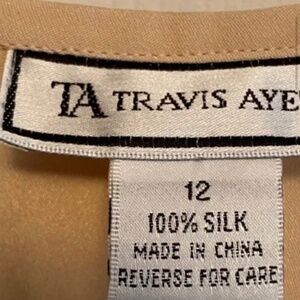 TA TRAVIS AYE
12
100% SILK
MADE IN CHINA
REVERSE FOR CARE